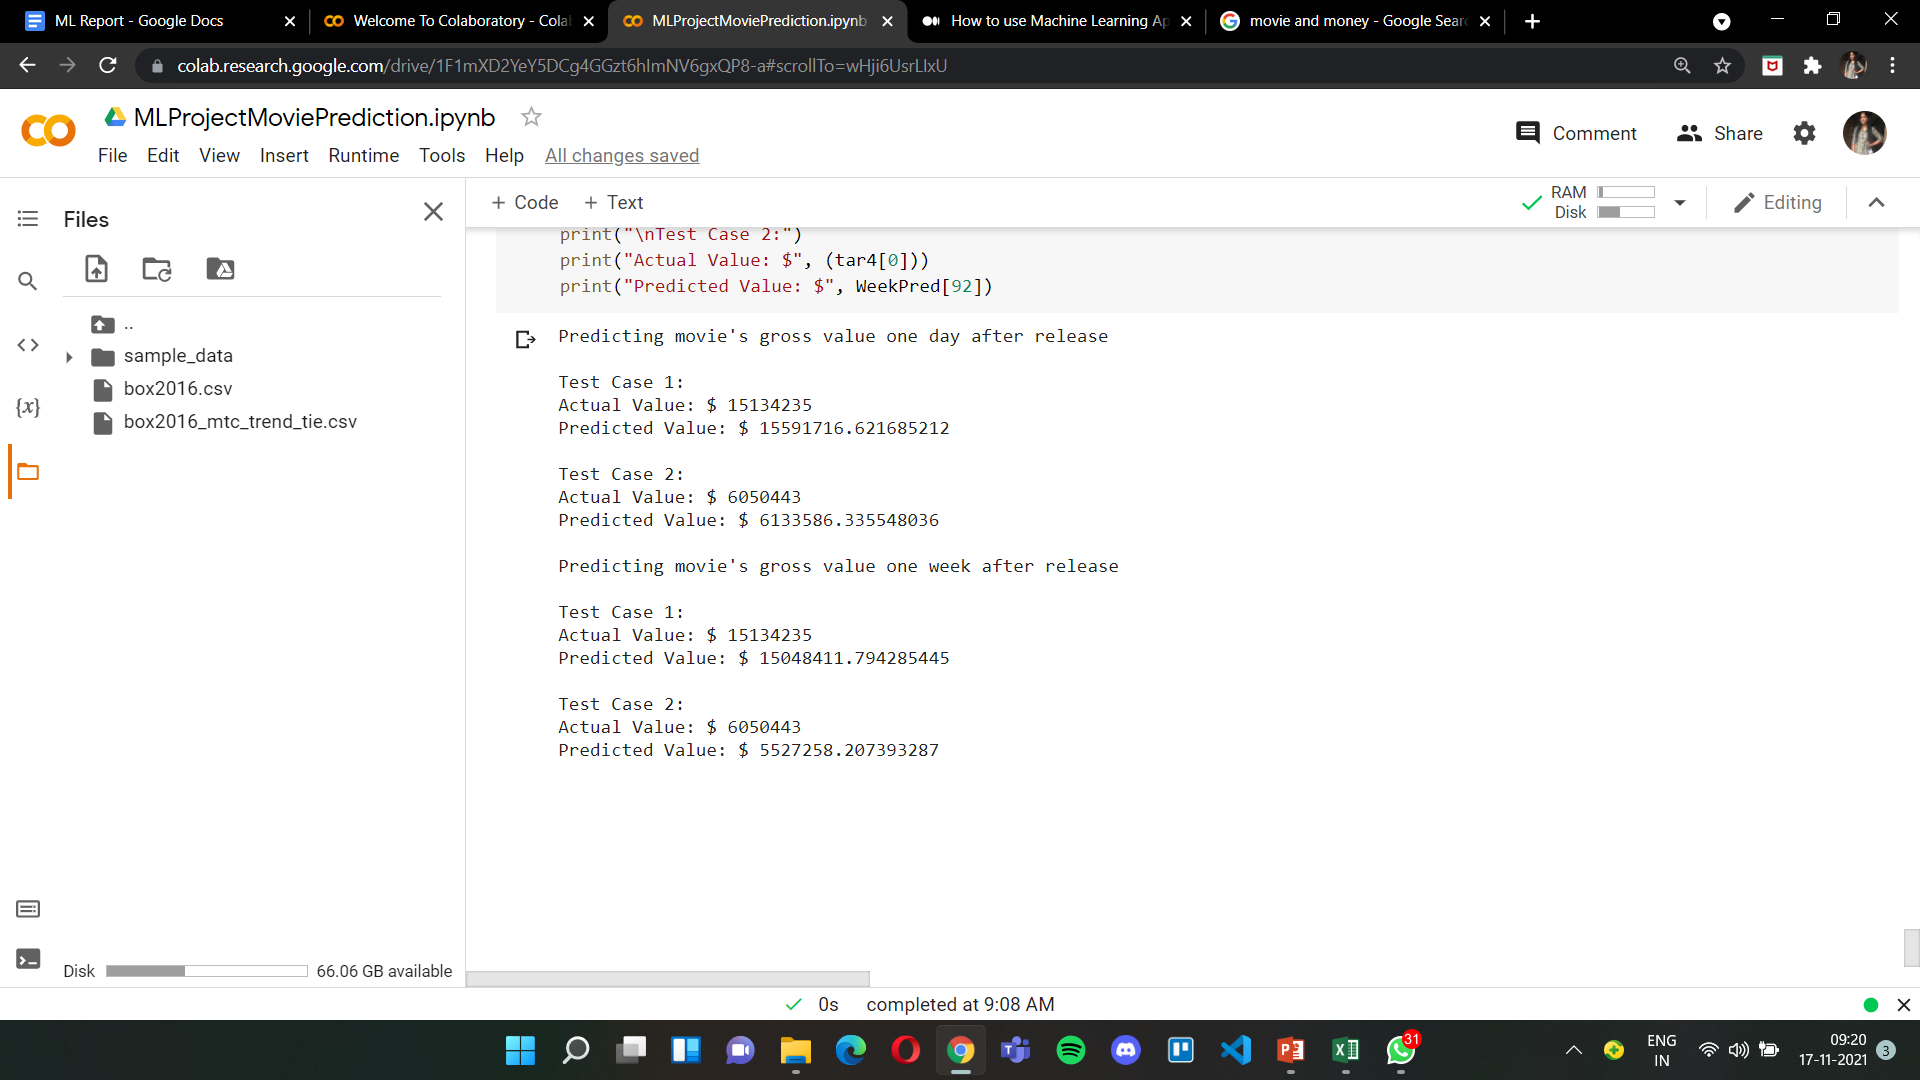 ML Report - Google Docs
Welcome To Colaboratory - Colal
MLProjectMoviePrediction.ipynb
How to use Machine Learning Ap
movie and money - Google Searc
colab.research.google.com/drive/1F1mXD2YeY5DCg4GGzt6hImNV6gxQP8-a#scrollTo=wHji6UsrLlxU
MLProjectMoviePrediction.ipynb
Comment
Share
File Edit View Insert Runtime Tools Help All changes saved
Files
+ Code + Text
RAM
Disk
Editing
..
sample_data
box2016.csv
box2016_mtc_trend_tie.csv
{x}
print("\nTest Case 2:")
print("Actual Value: $", (tar4[0]))
print("Predicted Value: $", WeekPred[92])
Predicting movie's gross value one day after release
Test Case 1:
Actual Value: $ 15134235
Predicted Value: $ 15591716.621685212
Test Case 2:
Actual Value: $ 6050443
Predicted Value: $ 6133586.335548036
Predicting movie's gross value one week after release
Test Case 1:
Actual Value: $ 15134235
Predicted Value: $ 15048411.794285445
Test Case 2:
Actual Value: $ 6050443
Predicted Value: $ 5527258.207393287
Disk 66.06 GB available
0s completed at 9:08 AM
31
ENG
IN
09:20
17-11-2021
3